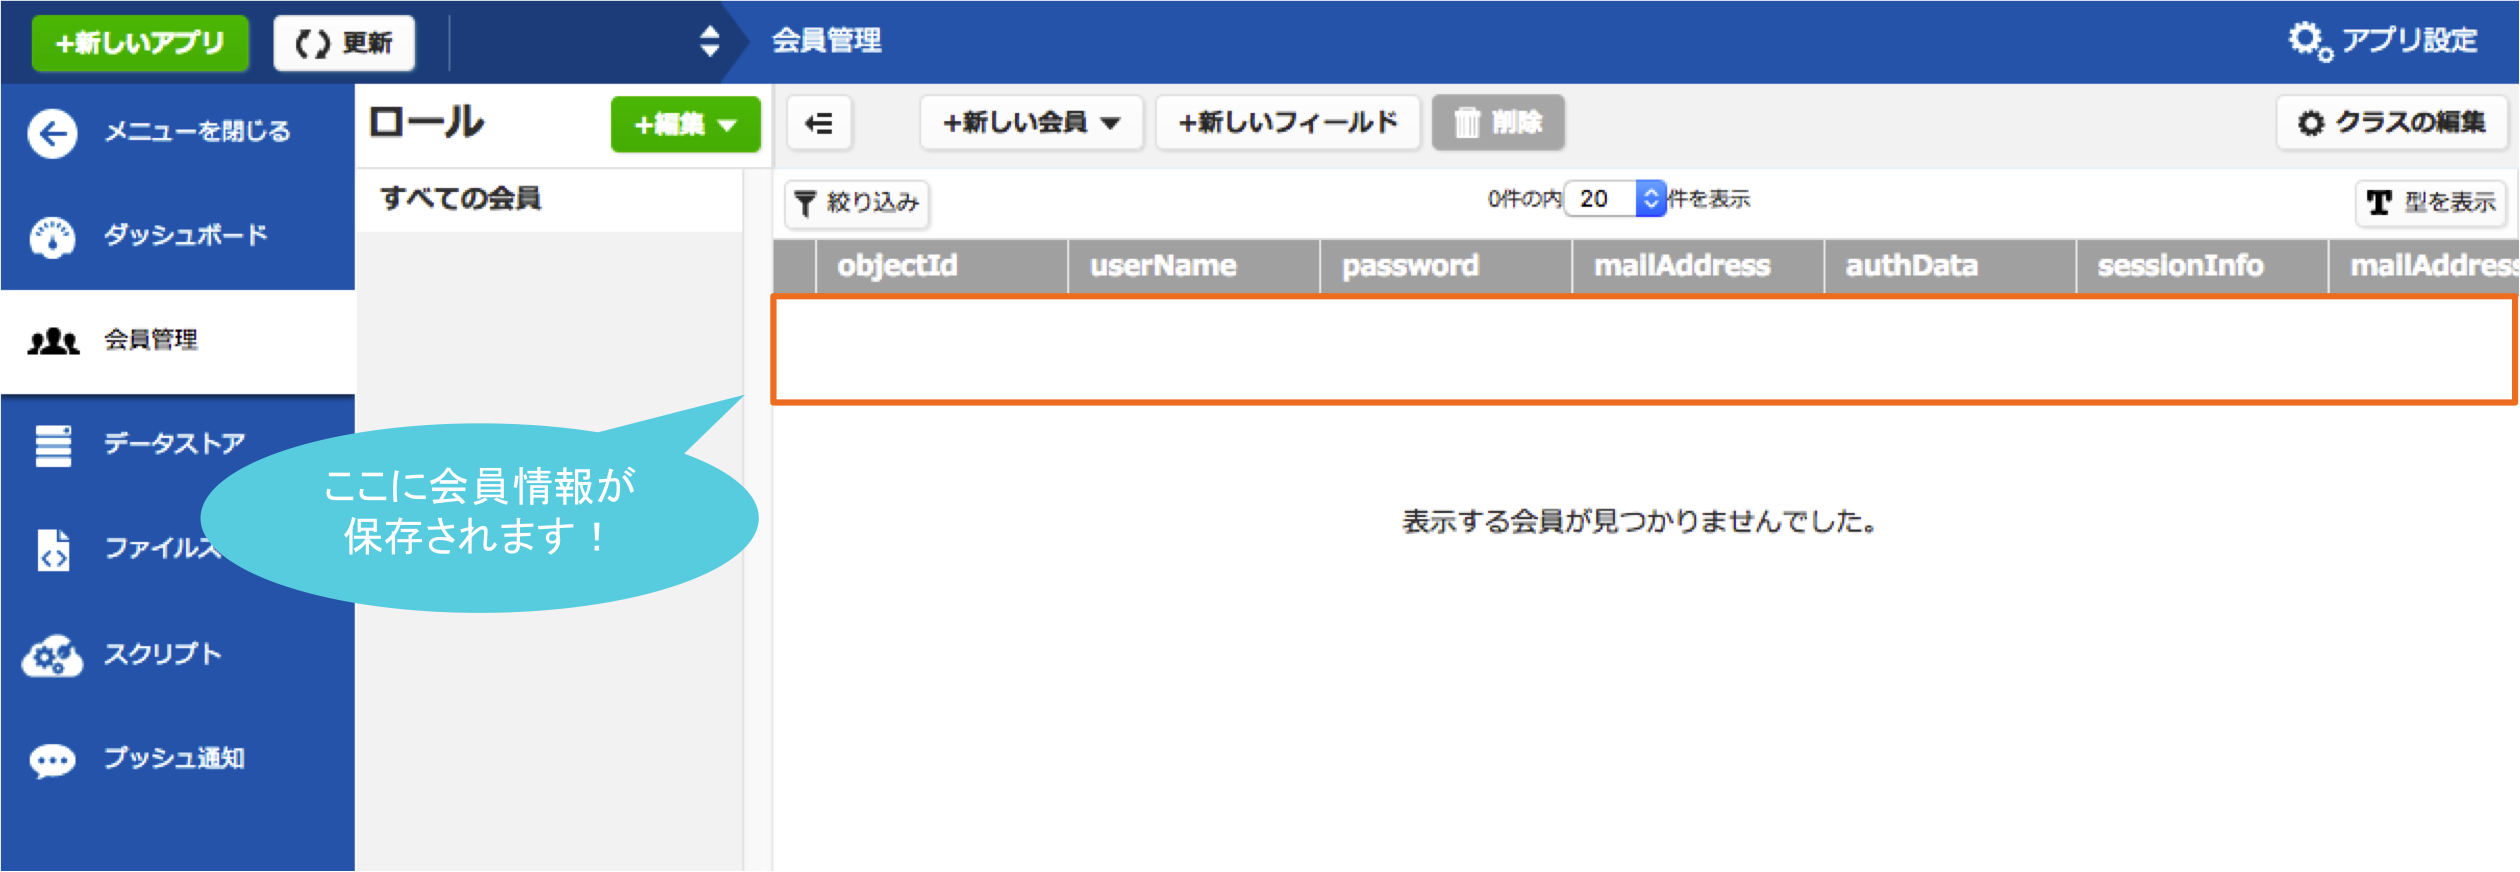 +新しいアプリ
更新
会員管理
アプリ設定
メニューを閉じる
ダッシュボード
会員管理
データストア
ファイルス
スクリプト
プッシュ通知
ロール
+編集
すべての会員
+新しい会員
+新しいフィールド
削除
クラスの編集
絞り込み
0件の内 20 件を表示
T 型を表示
objectId userName password mailAddress authData sessionInfo mailAddress
ここに会員情報が
保存されます！
表示する会員が見つかりませんでした。